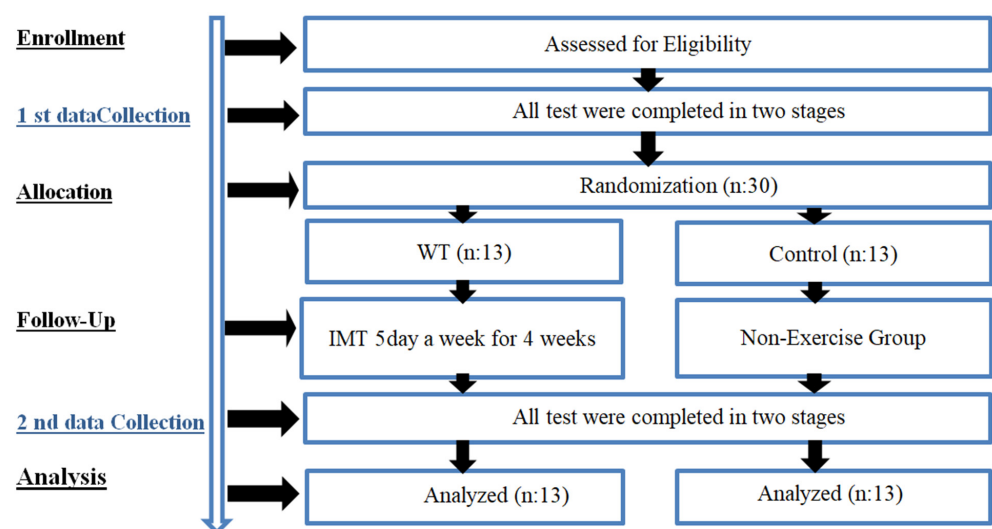 Enrollment
Assessed for Eligibility
1 st dataCollection
All test were completed in two stages
Allocation
Randomization (n:30)
WT (n:13)
Control (n:13)
Follow-Up
IMT 5day a week for 4 weeks
Non-Exercise Group
2 nd data Collection
All test were completed in two stages
Analysis
Analyzed (n:13)
Analyzed (n:13)